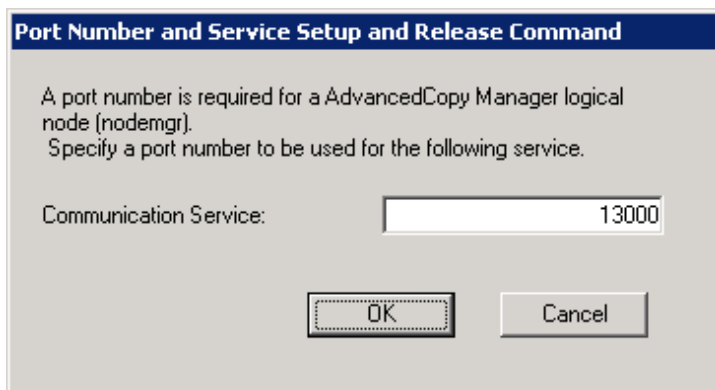 Port Number and Service Setup and Release Command
A port number is required for a AdvancedCopy Manager logical
node (nodemgr).
Specify a port number to be used for the following service.
Communication Service: 13000
OK Cancel